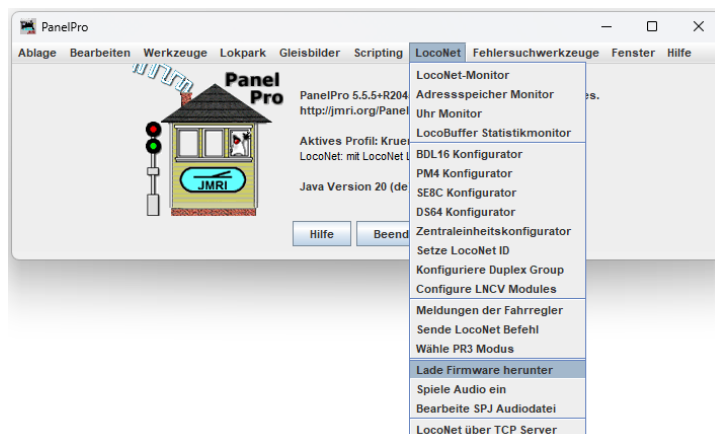 PanelPro
Ablage Bearbeiten Werkzeuge Lokpark Gleisbilder Scripting LocoNet Fehlersuchwerkzeuge Fenster Hilfe
Panel
Pro
JMRI
PanelPro 5.5.5+R204
http://jmri.org/Panel
Aktives Profil: Kruer
LocoNet: mit LocoNet L
Java Version 20 (de
Hilfe
Beend
LocoNet-Monitor
Adressspeicher Monitor
Uhr Monitor
LocoBuffer Statistikmonitor
BDL16 Konfigurator
PM4 Konfigurator
SE8C Konfigurator
DS64 Konfigurator
Zentraleinheitskonfigurator
Setze LocoNet ID
Konfiguriere Duplex Group
Configure LNCV Modules
Meldungen der Fahrregler
Sende LocoNet Befehl
Wähle PR3 Modus
Lade Firmware herunter
Spiele Audio ein
Bearbeite SPJ Audiodatei
LocoNet über TCP Server